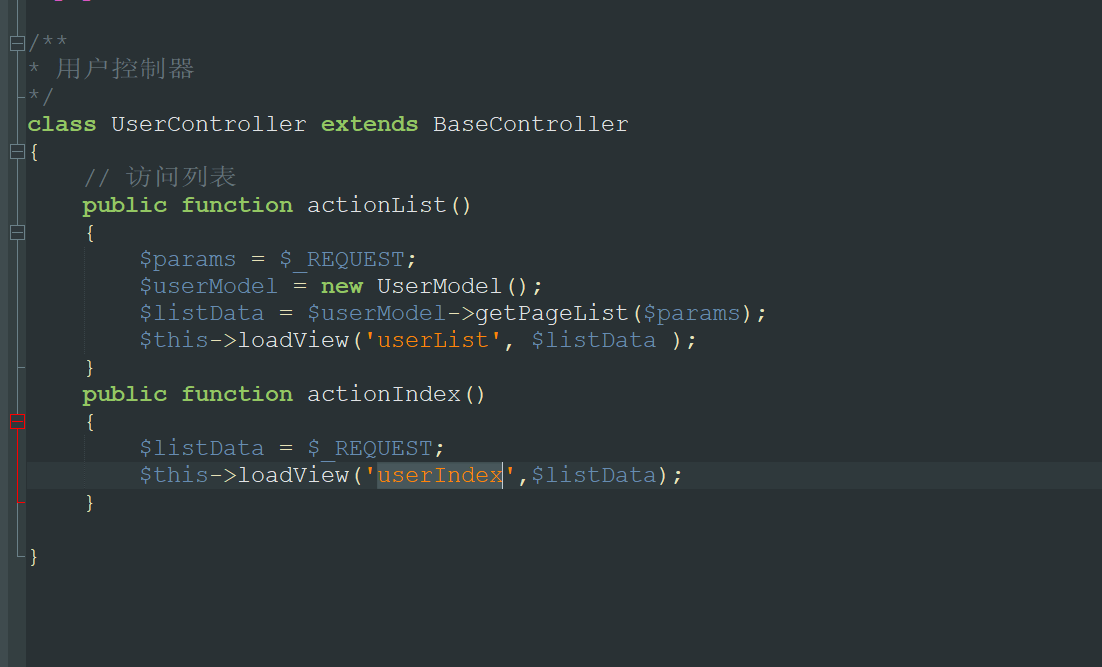 /**
* 用户控制器
*/
class UserController extends BaseController
{
    // 访问列表
    public function actionList()
    {
        $params = $_REQUEST;
        $userModel = new UserModel();
        $listData = $userModel->getPageList($params);
        $this->loadView('userList', $listData );
    }
    public function actionIndex()
    {
        $listData = $_REQUEST;
        $this->loadView('userIndex',$listData);
    }
}